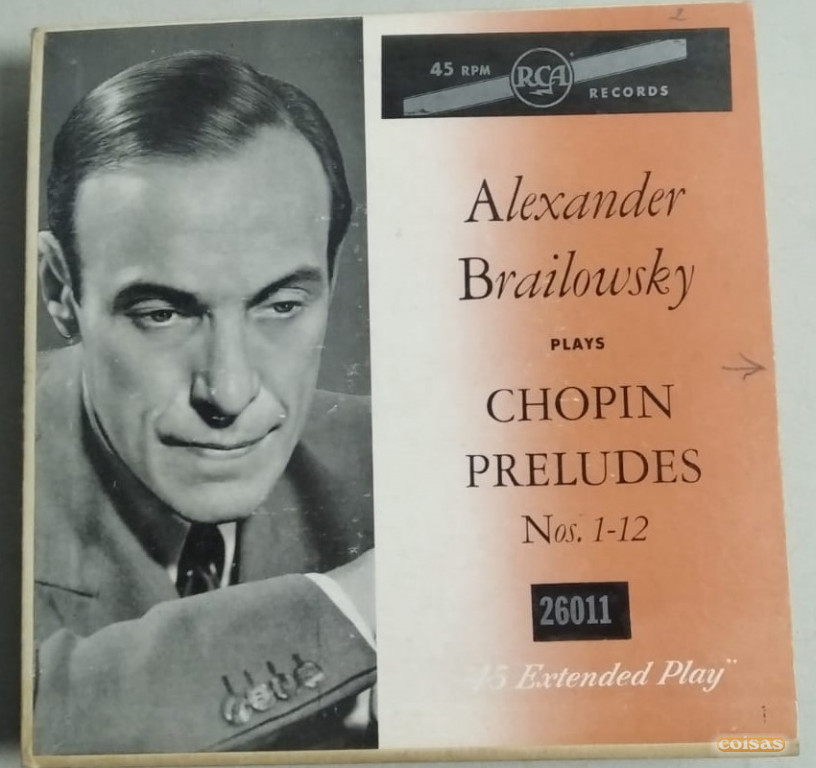 2
45 RPM RCA RECORDS
Alexander
Brailowsky
PLAYS
CHOPIN
PRELUDES
Nos. 1-12
26011
45 Extended Play"
coisas